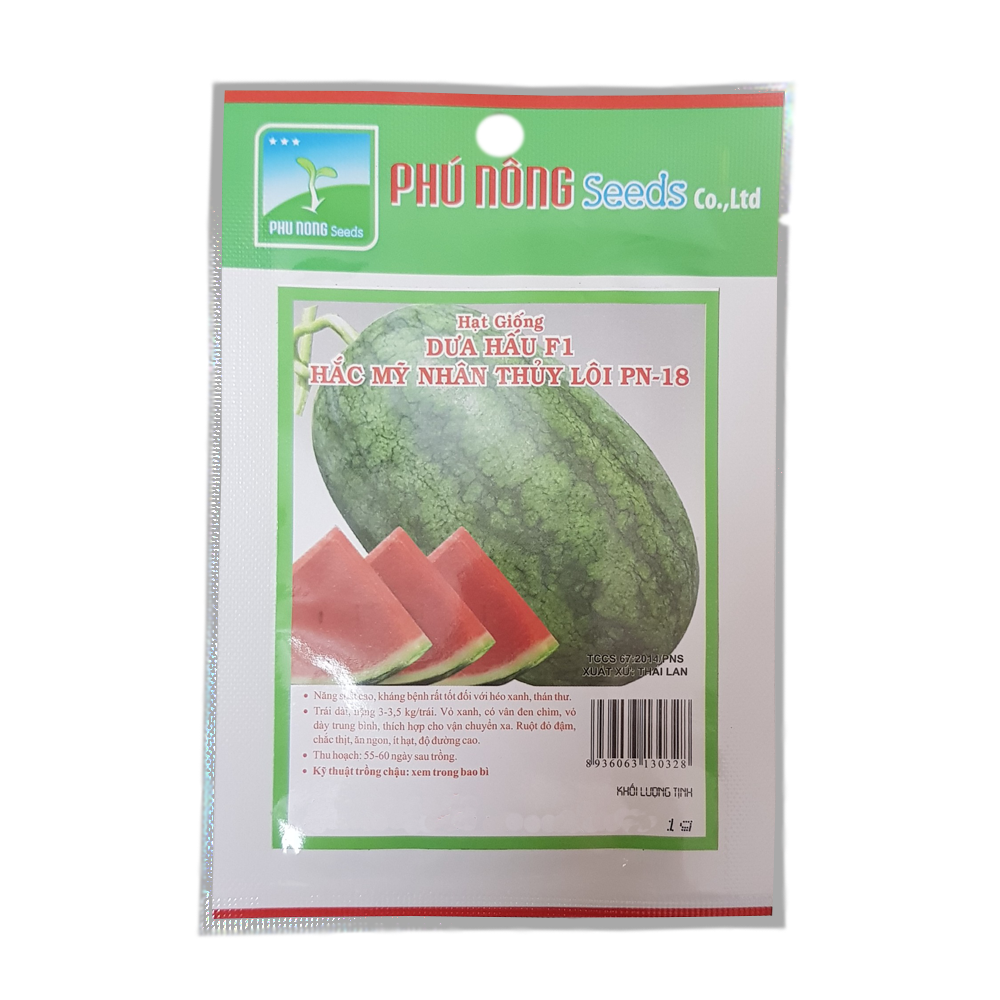 PHÚ NÔNG Seeds Co.,Ltd
PHU NONG Seeds
Hạt Giống
DƯA HẤU F1
HẮC MỸ NHÂN THỦY LÔI PN-18
TCCS 67:2014/PNS
XUẤT XỨ: THÁI LAN
• Năng suất cao, kháng bệnh rất tốt đối với héo xanh, thán thư.
• Trái dài, nặng 3-3,5 kg/trái. Vỏ xanh, có vân đen chìm, vỏ
dày trung bình, thích hợp cho vận chuyển xa. Ruột đỏ đậm,
chắc thịt, ăn ngon, ít hạt, độ đường cao.
• Thu hoạch: 55-60 ngày sau trồng.
• Kỹ thuật trồng chậu: xem trong bao bì
8 936063 130328
KHỐI LƯỢNG TỊNH
1 g